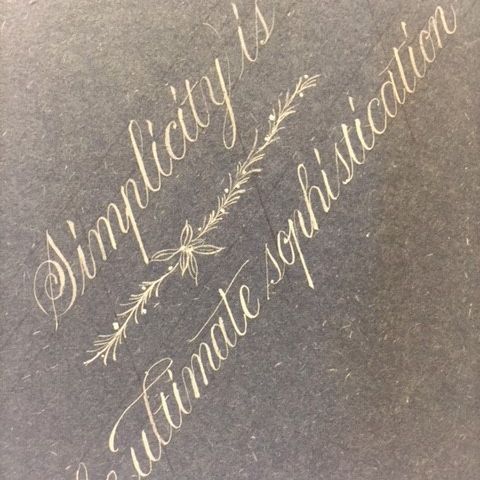 Simplicity is
ultimate sophistication